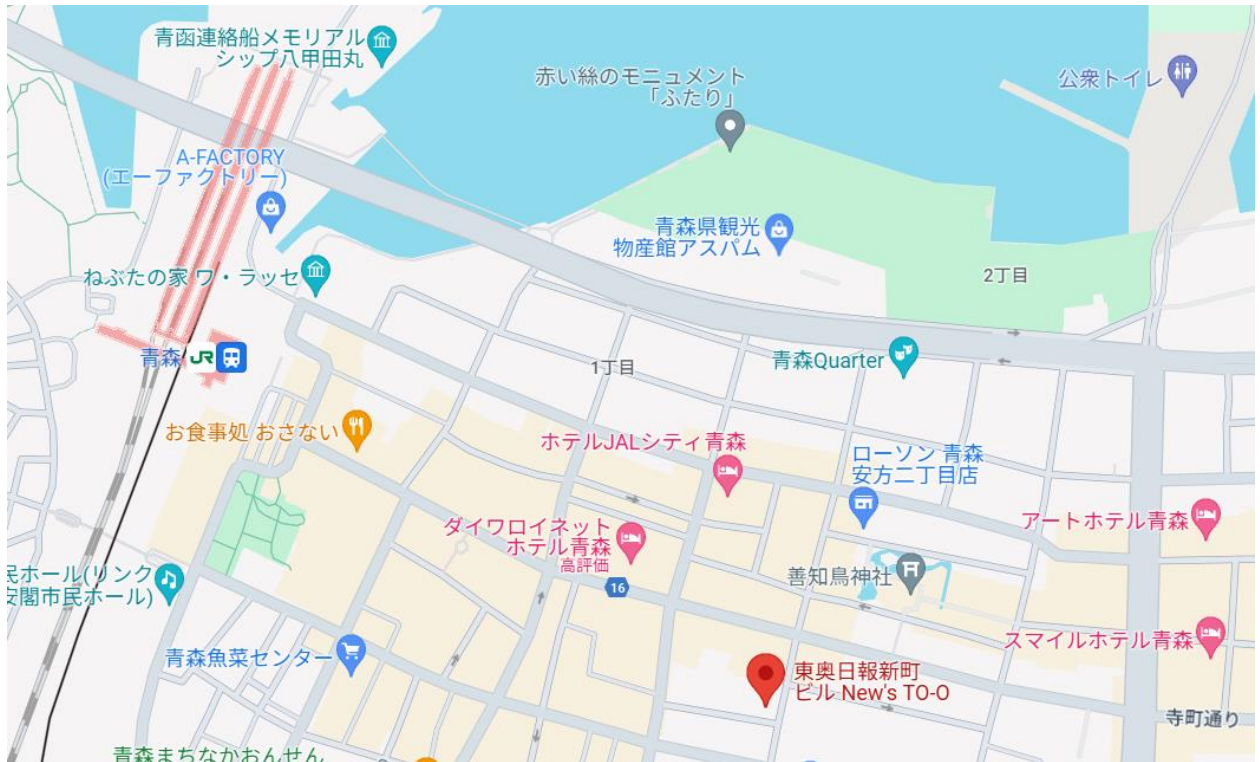 青函連絡船メモリアル
シップ八甲田丸
赤い絲のモニュメント
「ふたり」
公衆トイレ
A-FACTORY
(エーファクトリー)
青森県観光
物産館アスパム
ねぶたの家 ワ・ラッセ
2丁目
青森 JR
1丁目
青森Quarter
お食事処 おさない
ホテルJALシティ青森
ローソン 青森
安方二丁目店
ダイワロイネット
ホテル青森
高評価
アートホテル青森
民ホール(リンク
安閣市民ホール)
16
善知鳥神社
スマイルホテル青森
青森魚菜センター
東奥日報新町
ビル New's TO-O
寺町通り
青森まちなかおんせん